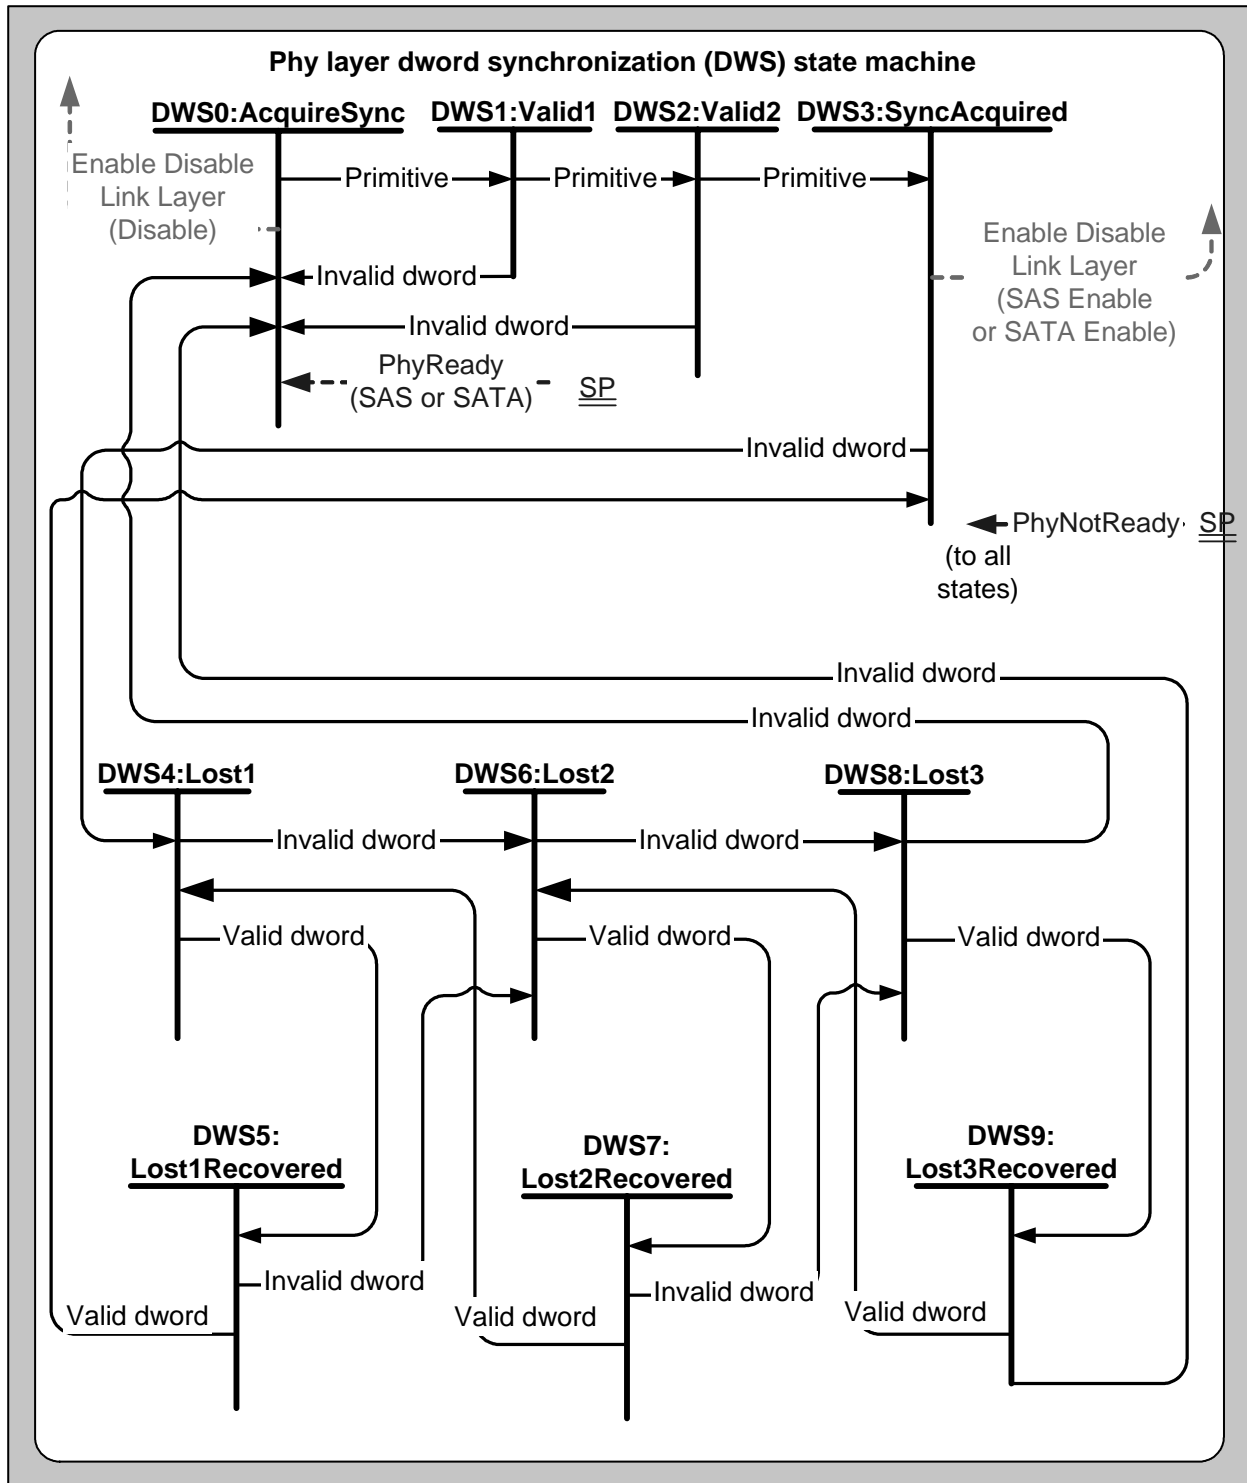 Phy layer dword synchronization (DWS) state machine
DWS0:AcquireSync
DWS1:Valid1
DWS2:Valid2
DWS3:SyncAcquired
Enable Disable
Link Layer
(Disable)
Primitive
Primitive
Primitive
Enable Disable
Link Layer
(SAS Enable
or SATA Enable)
Invalid dword
Invalid dword
PhyReady
(SAS or SATA)
SP
Invalid dword
PhyNotReady
SP
(to all
states)
Invalid dword
Invalid dword
DWS4:Lost1
DWS6:Lost2
DWS8:Lost3
Invalid dword
Invalid dword
Valid dword
Valid dword
Valid dword
DWS5:
Lost1Recovered
DWS7:
Lost2Recovered
DWS9:
Lost3Recovered
Invalid dword
Invalid dword
Valid dword
Valid dword
Valid dword